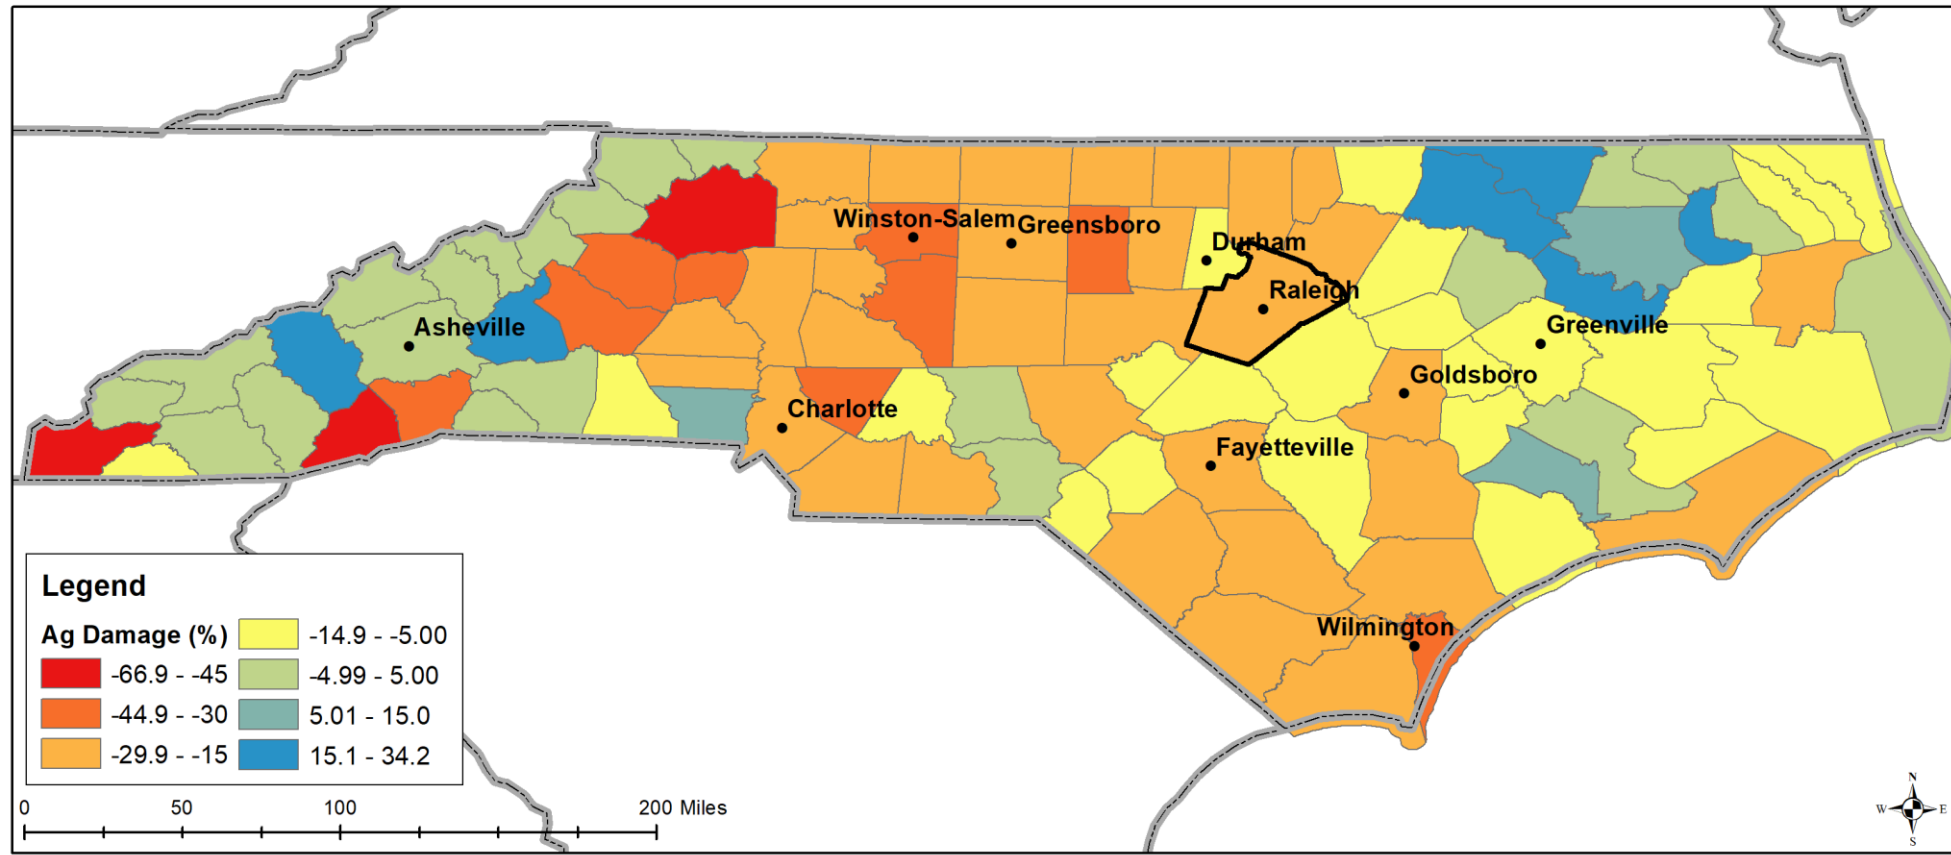 Winston-Salem
Greensboro
Durham
Raleigh
Asheville
Greenville
Goldsboro
Charlotte
Fayetteville
Wilmington
Legend
Ag Damage (%)
-66.9 - -45
-44.9 - -30
-29.9 - -15
-14.9 - -5.00
-4.99 - 5.00
5.01 - 15.0
15.1 - 34.2
0 50 100 200 Miles
N
W E
S